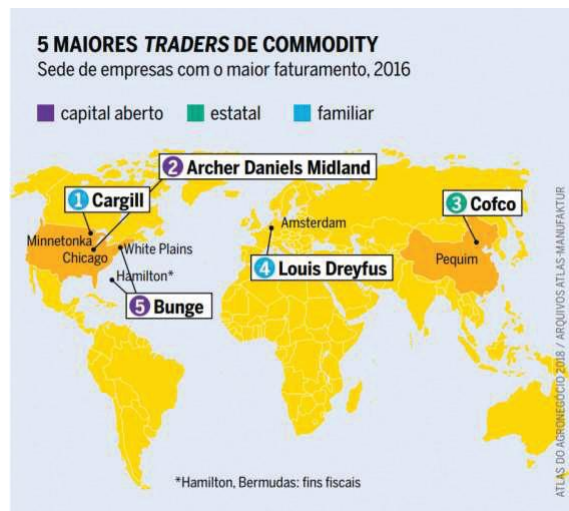 5 MAIORES TRADERS DE COMMODITY
Sede de empresas com o maior faturamento, 2016
capital aberto estatal familiar
2 Archer Daniels Midland
1 Cargill
3 Cofco
Amsterdam
Minnetonka
White Plains
Chicago
Pequim
4 Louis Dreyfus
Hamilton*
5 Bunge
*Hamilton, Bermudas: fins fiscais
ATLAS DO AGRONEGÓCIO 2018 / ARQUIVOS ATLAS-MANUFAKTUR